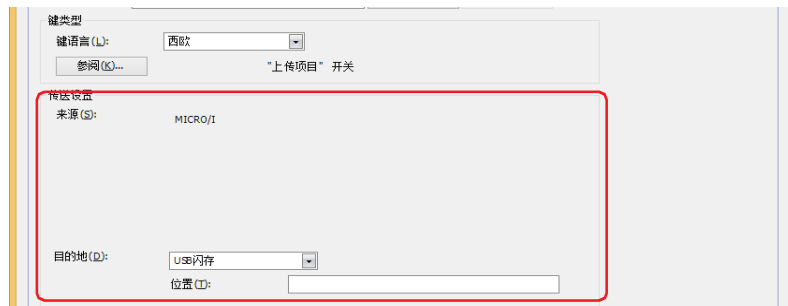 键类型
键语言(L):
西欧
参阅(K)...
"上传项目" 开关
传送设置
来源(S):
MICRO/I
目的地(D):
USB闪存
位置(T):